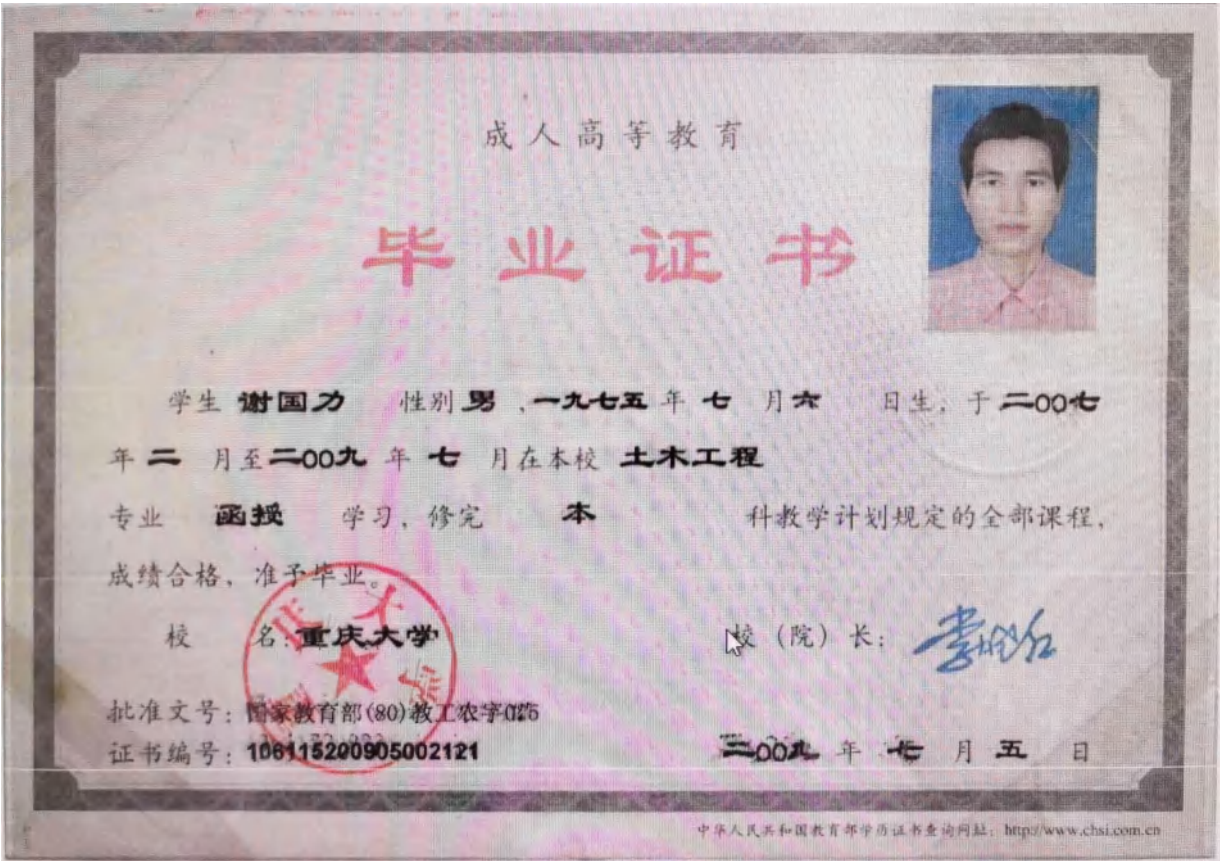 成人高等教育
毕业证书
学生 谢国力 性别 男 ,一九七五 年 七 月 六 日生, 于 二00七
年 二 月至 二00九 年 七 月在本校 土木工程
专业 函授 学习, 修完 本 科教学计划规定的全部课程,
成绩合格, 准予毕业。
校 名: 重庆大学 校 (院) 长:
批准文号: 国家教育部(80)教工农字025
证书编号: 106115200905002121 二00九 年 七 月 五 日
中华人民共和国教育部学历证书查询网址: http://www.chsi.com.cn